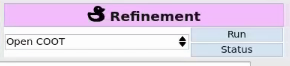 Refinement
Open COOT
Run
Status